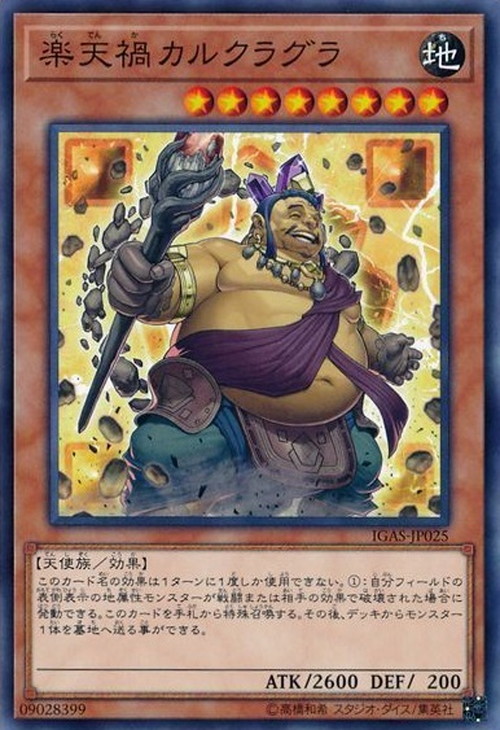 楽天禍カルクラグラ
地
IGAS-JP025
【天使族／効果】
このカード名の効果は１ターンに１度しか使用できない。①：自分フィールドの
表側表示の地属性モンスターが戦闘または相手の効果で破壊された場合に
発動できる。このカードを手札から特殊召喚する。その後、デッキからモンスター
１体を墓地へ送る事ができる。
ATK/2600 DEF/ 200
09028399
©高橋和希 スタジオ・ダイス/集英社